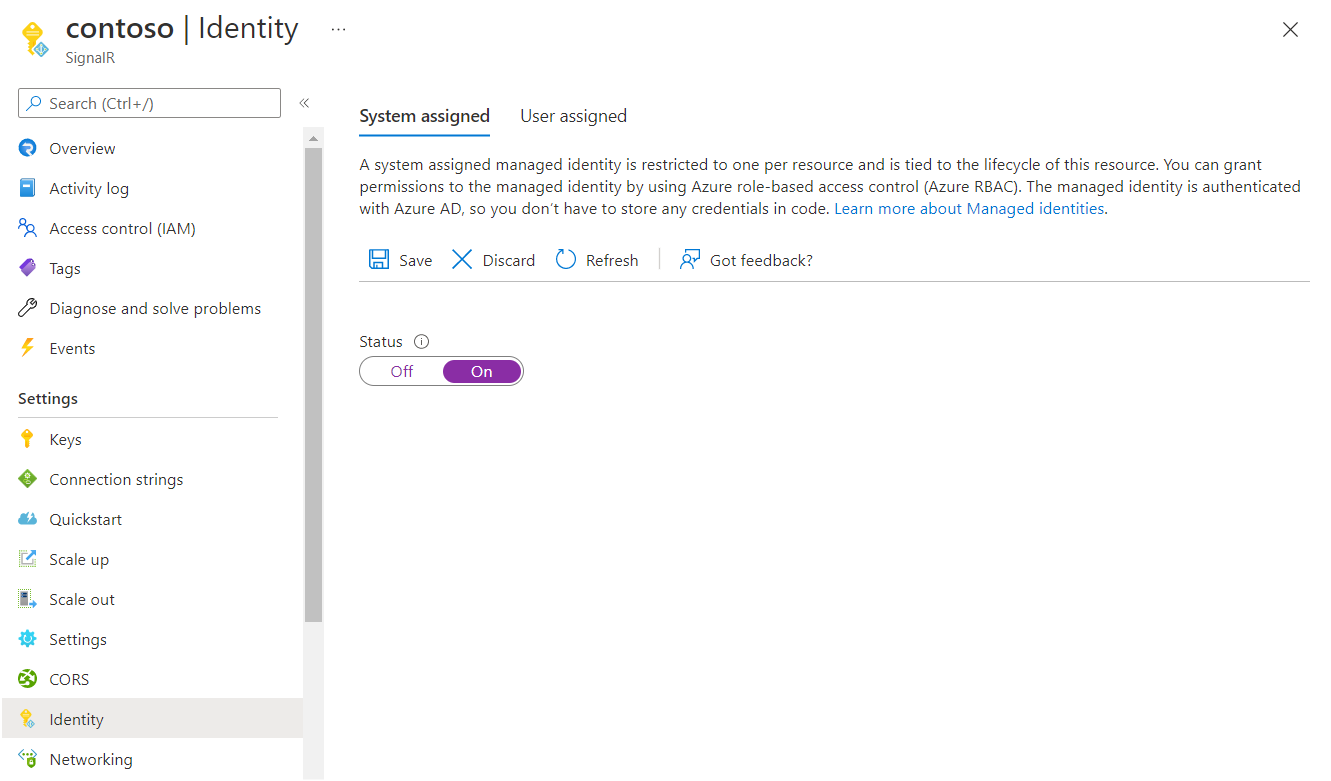 contoso | Identity ...
SignalR
Search (Ctrl+/)
«
Overview
Activity log
Access control (IAM)
Tags
Diagnose and solve problems
Events
Settings
Keys
Connection strings
Quickstart
Scale up
Scale out
Settings
CORS
Identity
Networking
System assigned User assigned
A system assigned managed identity is restricted to one per resource and is tied to the lifecycle of this resource. You can grant
permissions to the managed identity by using Azure role-based access control (Azure RBAC). The managed identity is authenticated
with Azure AD, so you don’t have to store any credentials in code. Learn more about Managed identities.
Save Discard Refresh Got feedback?
Status
Off On